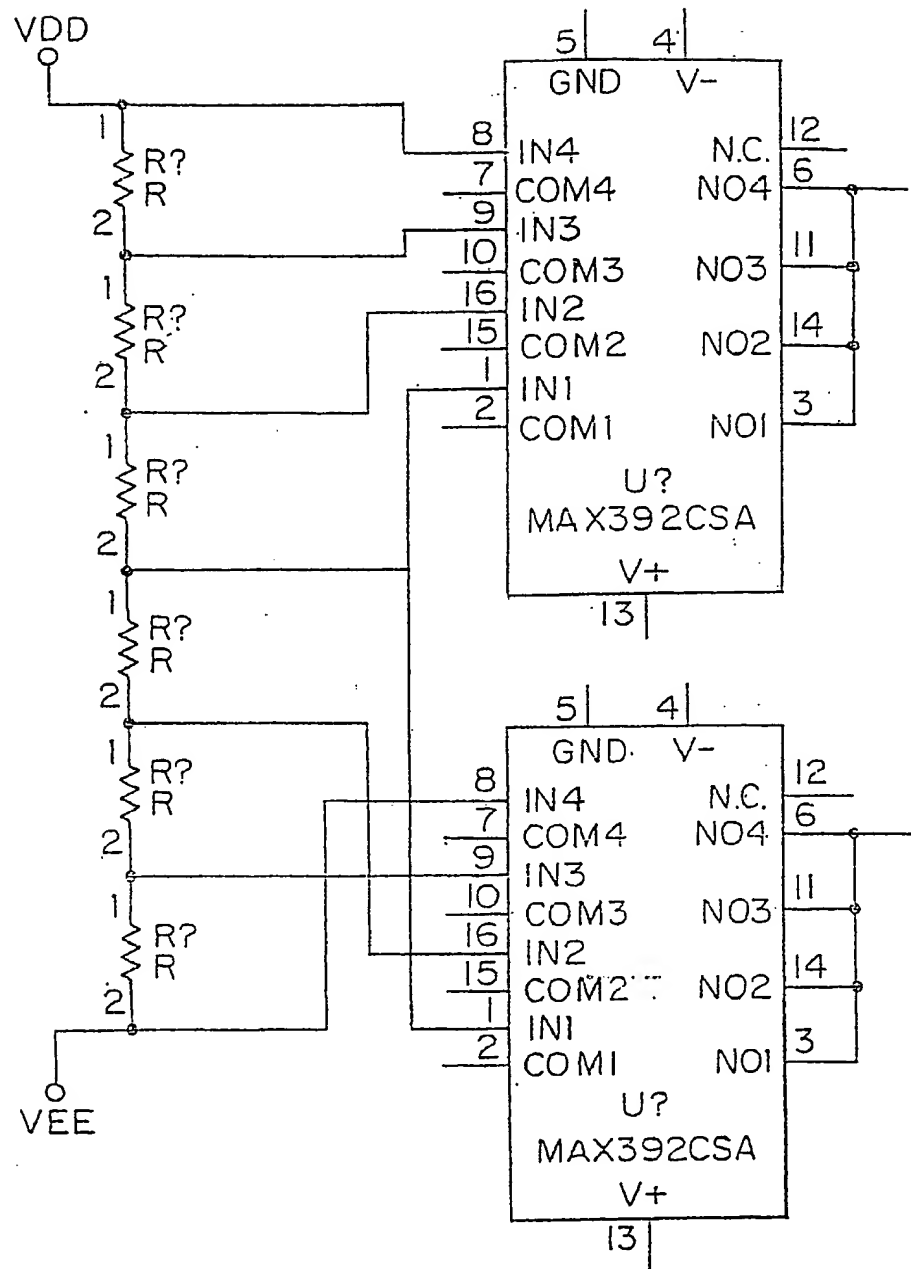 VDD
1
R?
R
2
1
R?
R
2
1
R?
R
2
1
R?
R
2
1
R?
R
2
1
R?
R
2
VEE
5 4
GND V-
8 IN4 N.C. 12
7 COM4 NO4 6
9 IN3
10 COM3 NO3 11
16 IN2
15 COM2 NO2 14
1 IN1
2 COM1 NO1 3
U?
MAX392CSA
V+
13
5 4
GND V-
8 IN4 N.C. 12
7 COM4 NO4 6
9 IN3
10 COM3 NO3 11
16 IN2
15 COM2 NO2 14
1 IN1
2 COM1 NO1 3
U?
MAX392CSA
V+
13